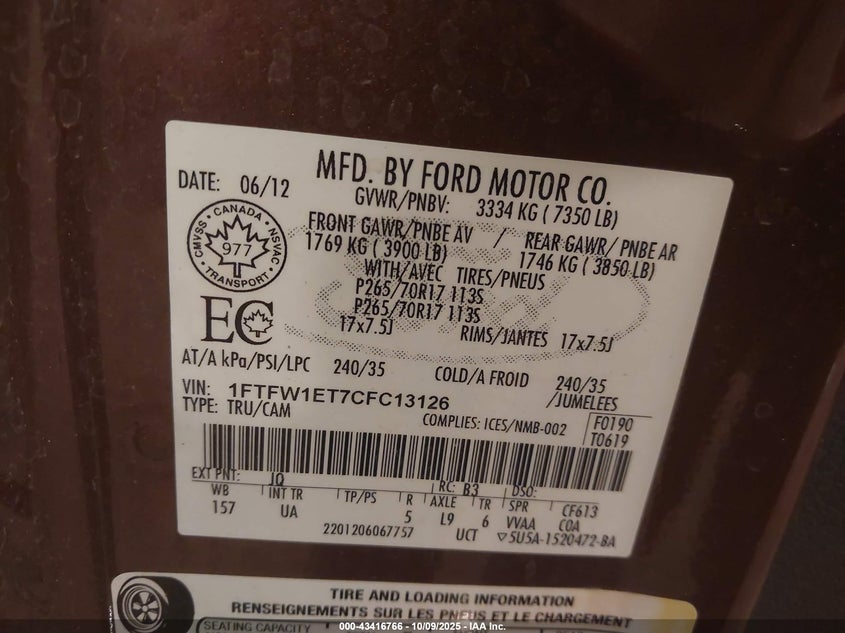 MFD. BY FORD MOTOR CO.
DATE: 06/12
GVWR/PNBV: 3334 KG ( 7350 LB)
CANADA
CMVSS
NSVAC
977
TRANSPORT
FRONT GAWR/PNBE AV / REAR GAWR/ PNBE AR
1769 KG ( 3900 LB) 1746 KG ( 3850 LB)
WITH/AVEC TIRES/PNEUS
P265/70R17 113S
P265/70R17 113S
17x7.5J RIMS/JANTES 17x7.5J
EC
AT/A kPa/PSI/LPC 240/35 COLD/A FROID 240/35
/JUMELEES
VIN: 1FTFW1ET7CFC13126
TYPE: TRU/CAM
COMPLIES: ICES/NMB-002
F0190
T0619
EXT PNT: JQ RC: B3 DSO:
WB INT TR TP/PS R AXLE TR SPR CF613
157 UA 5 L9 6 VVAA COA
2201206067757 UCT ▽5U5A-1520472-BA
TIRE AND LOADING INFORMATION
RENSEIGNEMENTS SUR LES PNEUS ET LE CHARGEMENT
SEATING CAPACITY
000-43416766 - 10/09/2025 - IAA Inc.